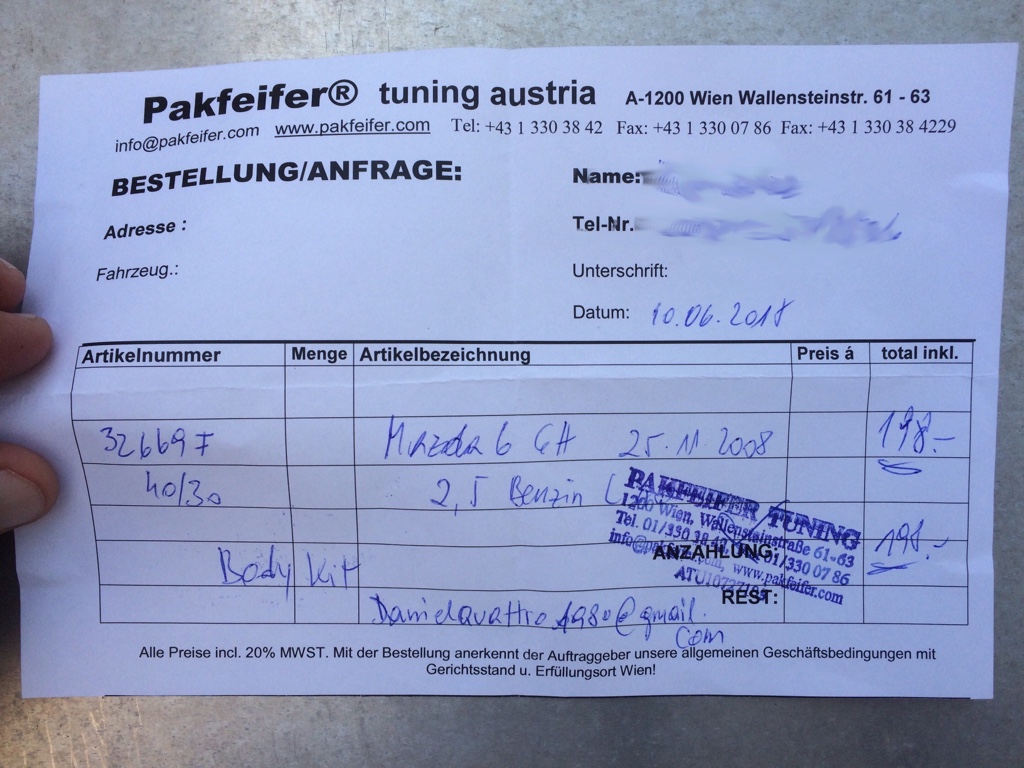 Pakfeifer® tuning austria A-1200 Wien Wallensteinstr. 61 - 63
info@pakfeifer.com www.pakfeifer.com Tel: +43 1 330 38 42 Fax: +43 1 330 07 86 Fax: +43 1 330 38 4229
BESTELLUNG/ANFRAGE:
Name:
Adresse :
Tel-Nr.
Fahrzeug.:
Unterschrift:
Datum: 10.06.2018
Artikelnummer Menge Artikelbezeichnung Preis á total inkl.
32669 Mazda 6 GH 25.11.2008 198.-
40/30 2,5 Benzin
PAKFEIFER TUNING
1200 Wien, Wallensteinstraße 61-63
Tel. 01/330 38 42 01/330 07 86
www.pakfeifer.com
ANZAHLUNG: 198.-
Body Kit
REST:
Danielquattro1980@gmail.
com
Alle Preise incl. 20% MWST. Mit der Bestellung anerkennt der Auftraggeber unsere allgemeinen Geschäftsbedingungen mit
Gerichtsstand u. Erfüllungsort Wien!